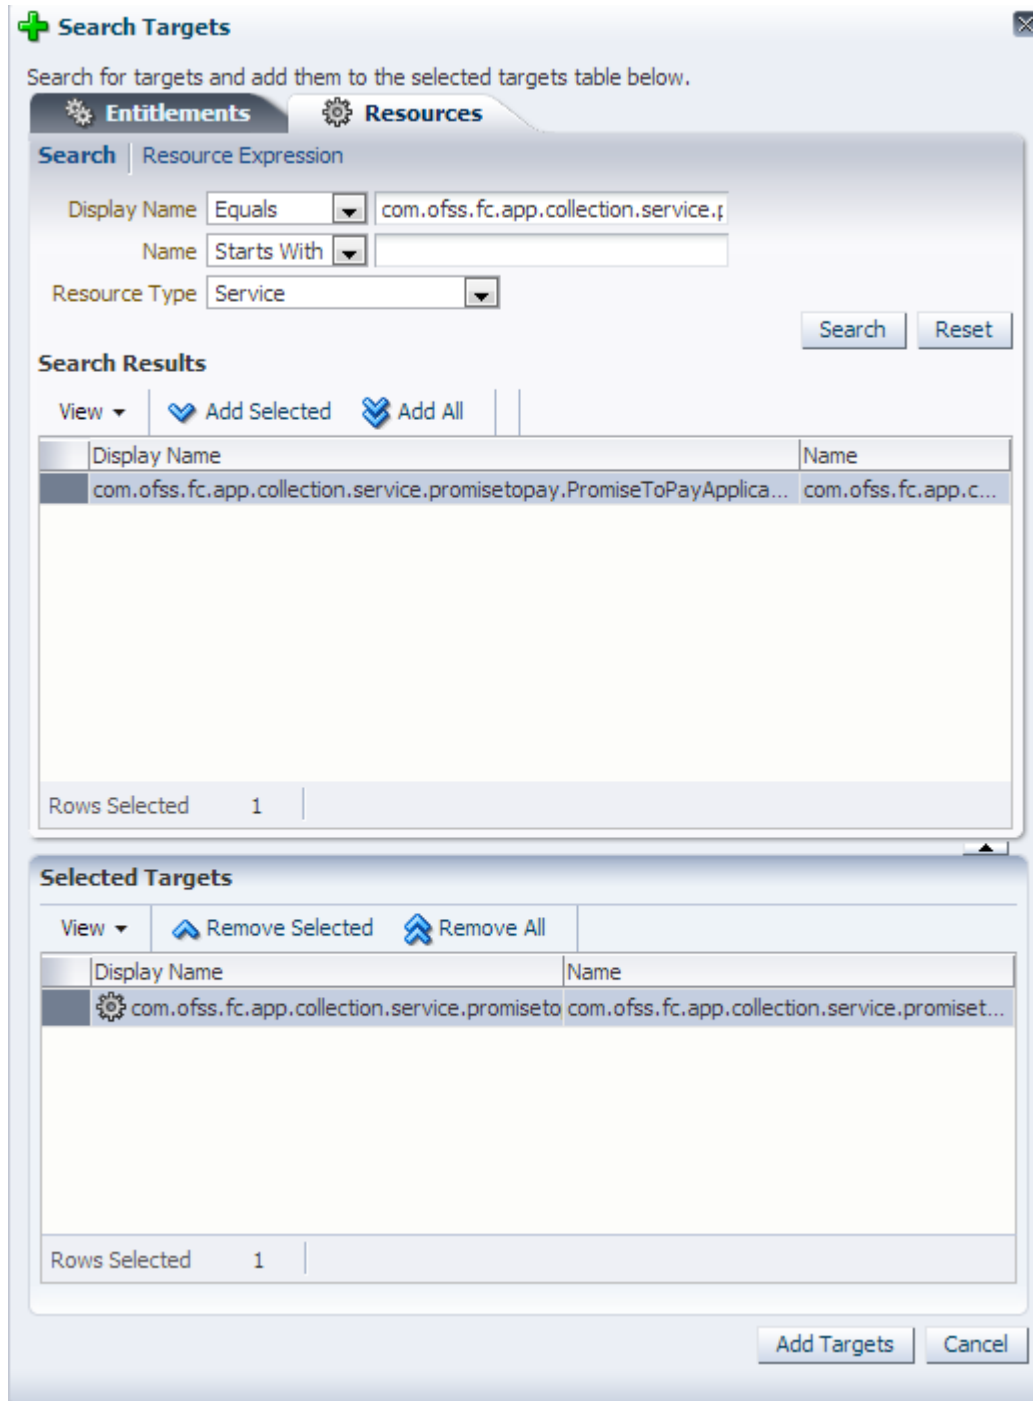 Search Targets
Search for targets and add them to the selected targets table below.
Entitlements Resources
Search Resource Expression
Display Name Equals com.ofss.fc.app.collection.service.p
Name Starts With
Resource Type Service
Search Reset
Search Results
View Add Selected Add All
Display Name Name
com.ofss.fc.app.collection.service.promisetopay.PromiseToPayApplica... com.ofss.fc.app.c...
Rows Selected 1
Selected Targets
View Remove Selected Remove All
Display Name Name
com.ofss.fc.app.collection.service.promiseto com.ofss.fc.app.collection.service.promiset...
Rows Selected 1
Add Targets Cancel